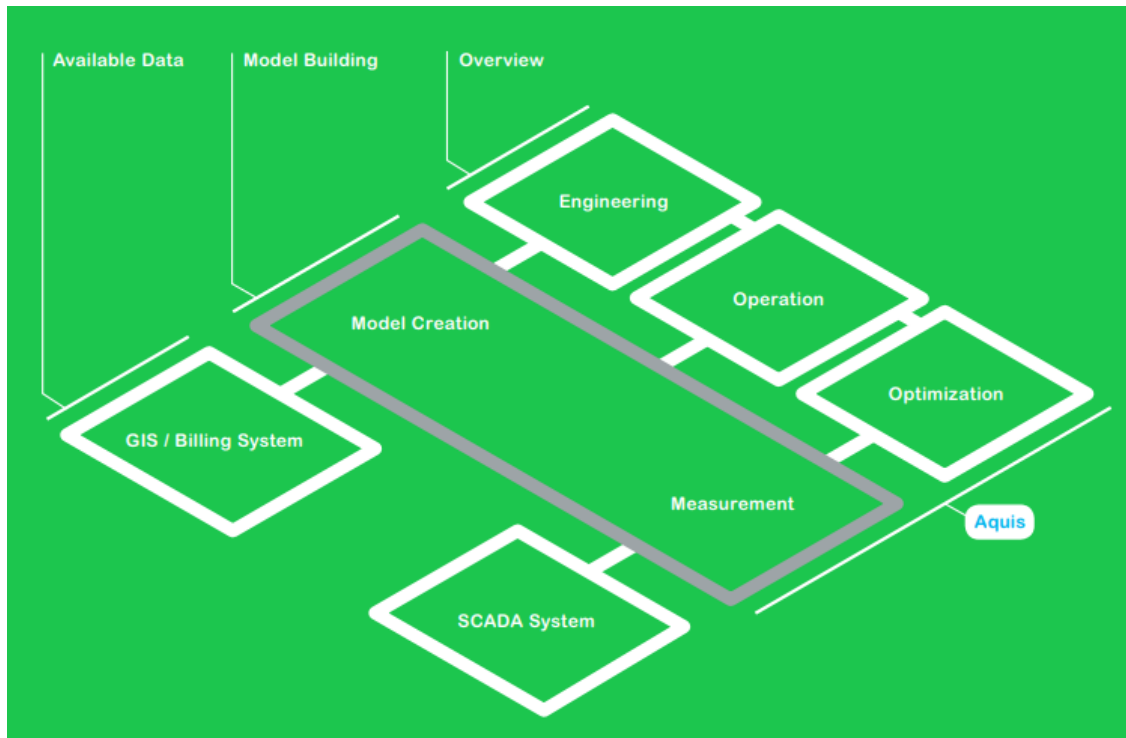 Available Data
Model Building
Overview
Engineering
Operation
Optimization
Model Creation
Measurement
GIS / Billing System
SCADA System
Aquis